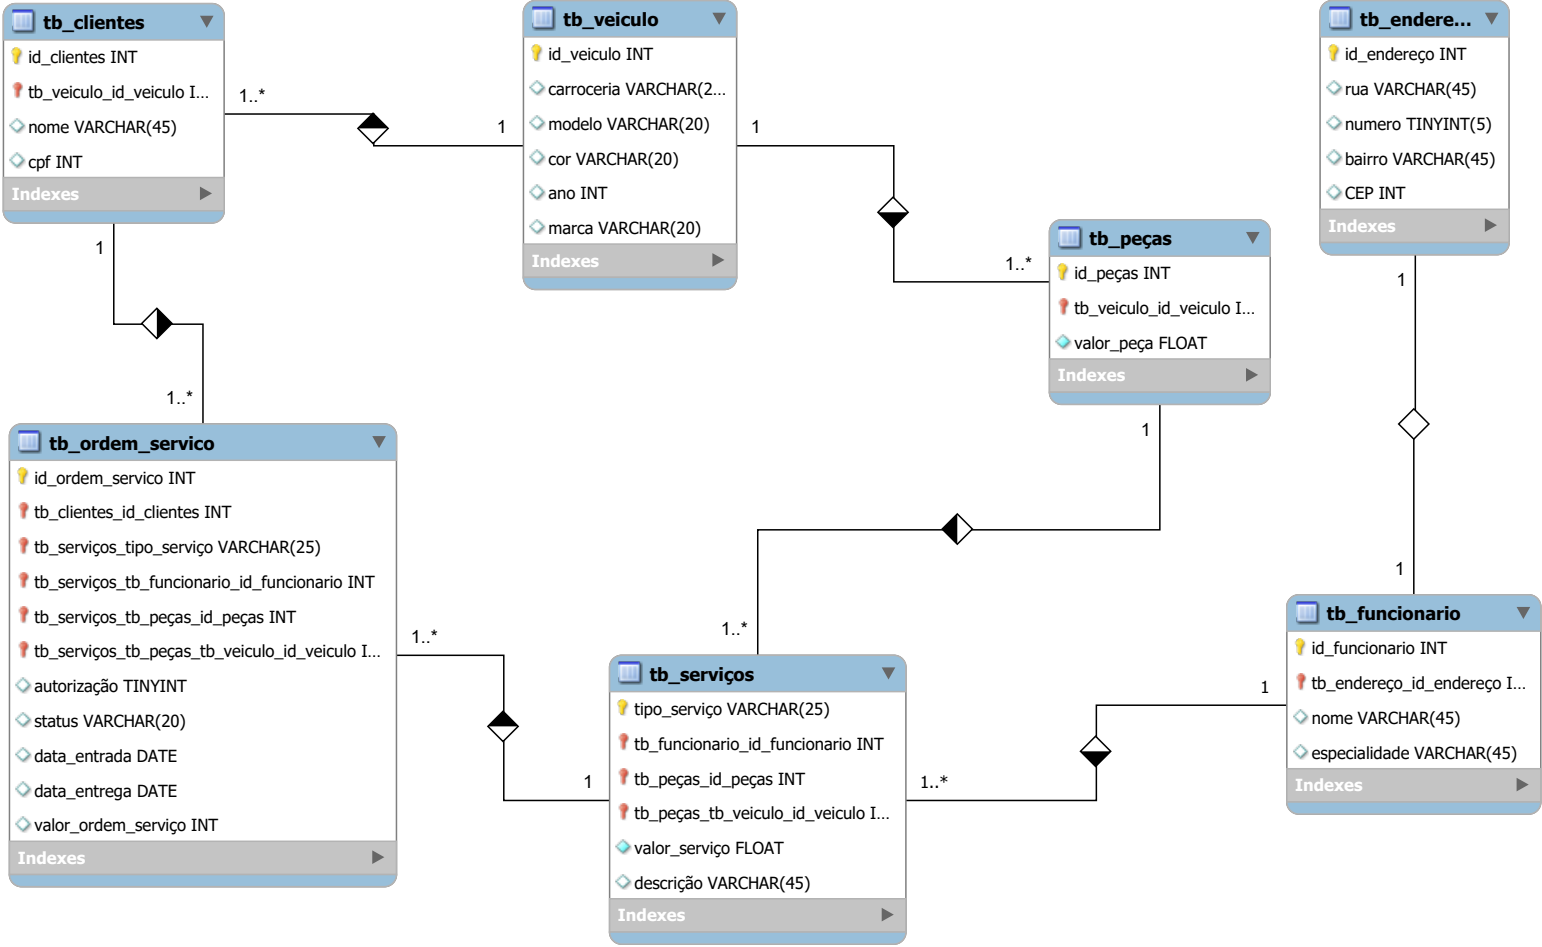 tb_clientes
id_clientes INT
tb_veiculo_id_veiculo I...
nome VARCHAR(45)
cpf INT
Indexes
1..*
1
tb_veiculo
id_veiculo INT
carroceria VARCHAR(2...
modelo VARCHAR(20)
cor VARCHAR(20)
ano INT
marca VARCHAR(20)
Indexes
1
1..*
tb_endere...
id_endereço INT
rua VARCHAR(45)
numero TINYINT(5)
bairro VARCHAR(45)
CEP INT
Indexes
1
1
tb_peças
id_peças INT
tb_veiculo_id_veiculo I...
valor_peça FLOAT
Indexes
1
1..*
1
1..*
tb_ordem_servico
id_ordem_servico INT
tb_clientes_id_clientes INT
tb_serviços_tipo_serviço VARCHAR(25)
tb_serviços_tb_funcionario_id_funcionario INT
tb_serviços_tb_peças_id_peças INT
tb_serviços_tb_peças_tb_veiculo_id_veiculo I...
autorização TINYINT
status VARCHAR(20)
data_entrada DATE
data_entrega DATE
valor_ordem_serviço INT
Indexes
1..*
1
tb_serviços
tipo_serviço VARCHAR(25)
tb_funcionario_id_funcionario INT
tb_peças_id_peças INT
tb_peças_tb_veiculo_id_veiculo I...
valor_serviço FLOAT
descrição VARCHAR(45)
Indexes
1..*
1
tb_funcionario
id_funcionario INT
tb_endereço_id_endereço I...
nome VARCHAR(45)
especialidade VARCHAR(45)
Indexes